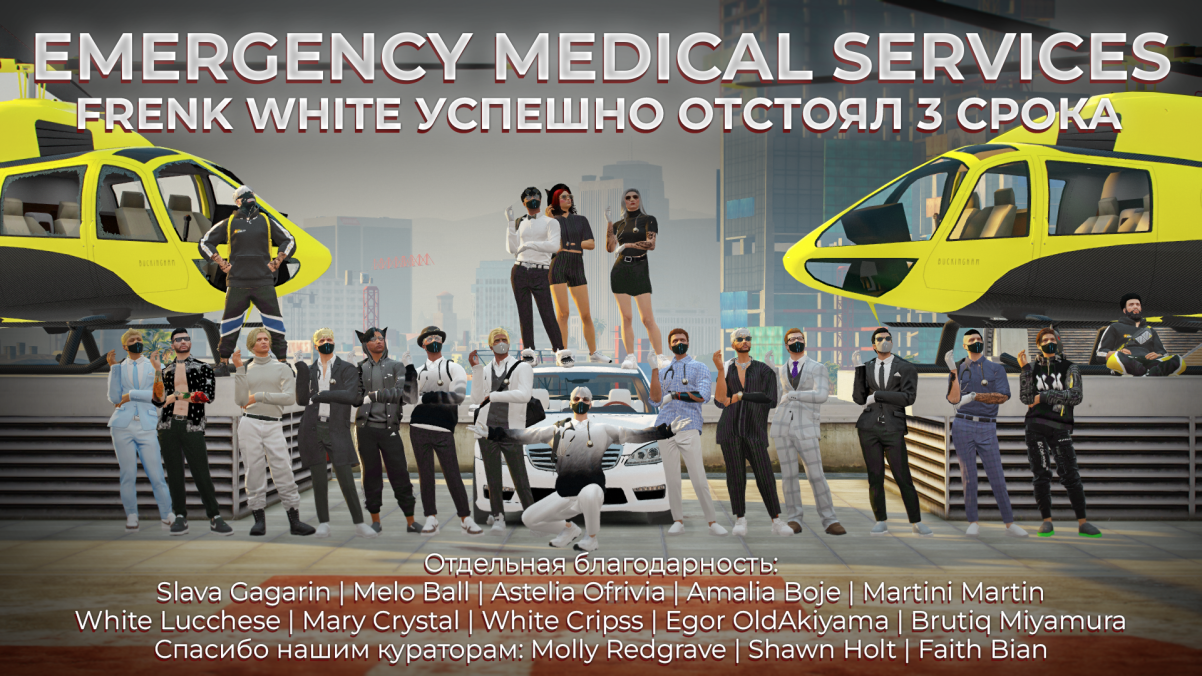 EMERGENCY MEDICAL SERVICES
FRENK WHITE УСПЕШНО ОТСТОЯЛ 3 СРОКА
BUCKINGHAM
BUCKINGHAM
Отдельная благодарность:
Slava Gagarin | Melo Ball | Astelia Ofrivia | Amalia Boje | Martini Martin
White Lucchese | Mary Crystal | White Cripss | Egor OldAkiyama | Brutiq Miyamura
Спасибо нашим кураторам: Molly Redgrave | Shawn Holt | Faith Bian